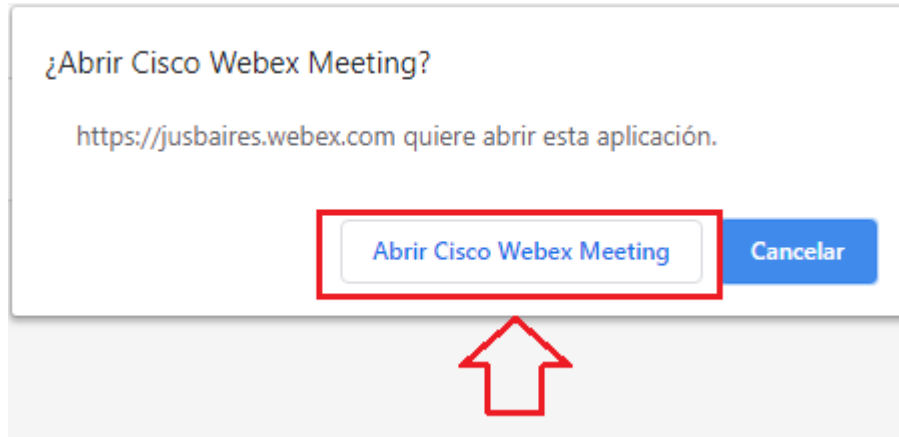 ¿Abrir Cisco Webex Meeting?
https://jusbaires.webex.com quiere abrir esta aplicación.
Abrir Cisco Webex Meeting
Cancelar